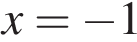 x = −1